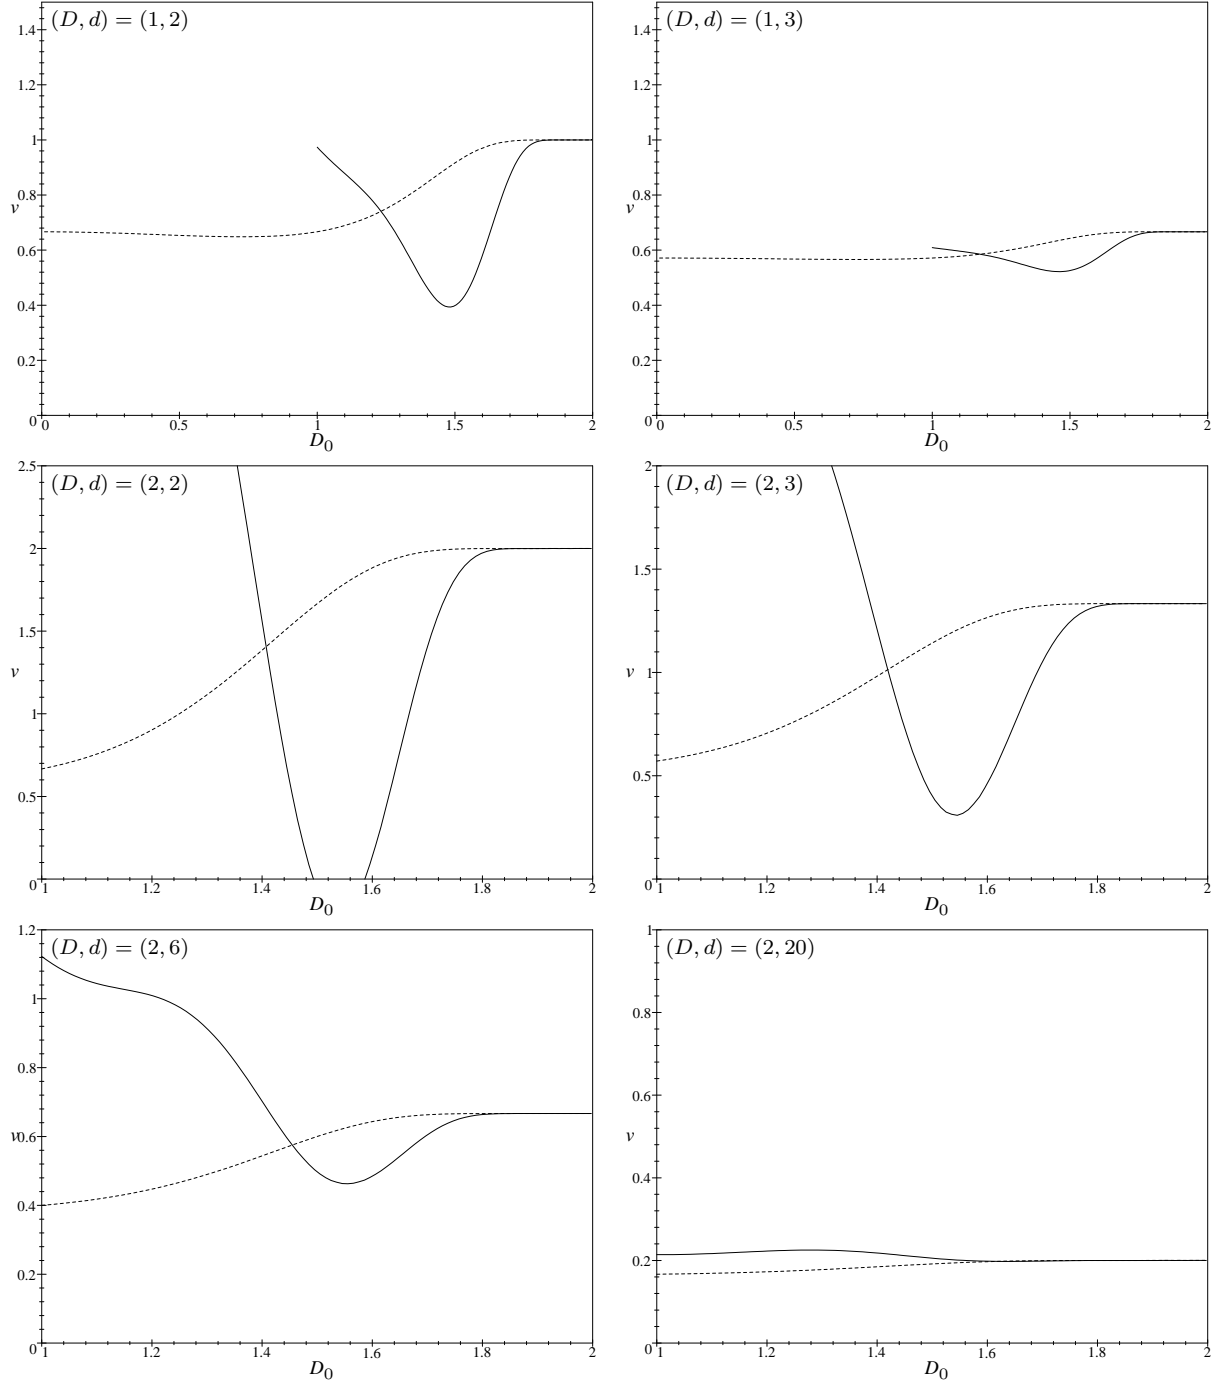 (D, d) = (1, 2)
1.4
1.2
1
0.8
v
0.6
0.4
0.2
0
0 0.5 1 1.5 2
D0
(D, d) = (1, 3)
1.4
1.2
1
0.8
v
0.6
0.4
0.2
0
0 0.5 1 1.5 2
D0
(D, d) = (2, 2)
2.5
2
1.5
v
1
0.5
0
1 1.2 1.4 1.6 1.8 2
D0
(D, d) = (2, 3)
2
1.5
v 1
0.5
0
1 1.2 1.4 1.6 1.8 2
D0
(D, d) = (2, 6)
1.2
1
0.8
v0.6
0.4
0.2
0
1 1.2 1.4 1.6 1.8 2
D0
(D, d) = (2, 20)
1
0.8
0.6
v
0.4
0.2
0
1 1.2 1.4 1.6 1.8 2
D0